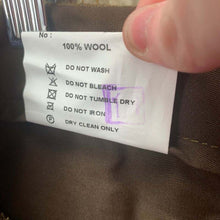 No :
100% WOOL
DO NOT WASH
DO NOT BLEACH
DO NOT TUMBLE DRY
DO NOT IRON
DRY CLEAN ONLY